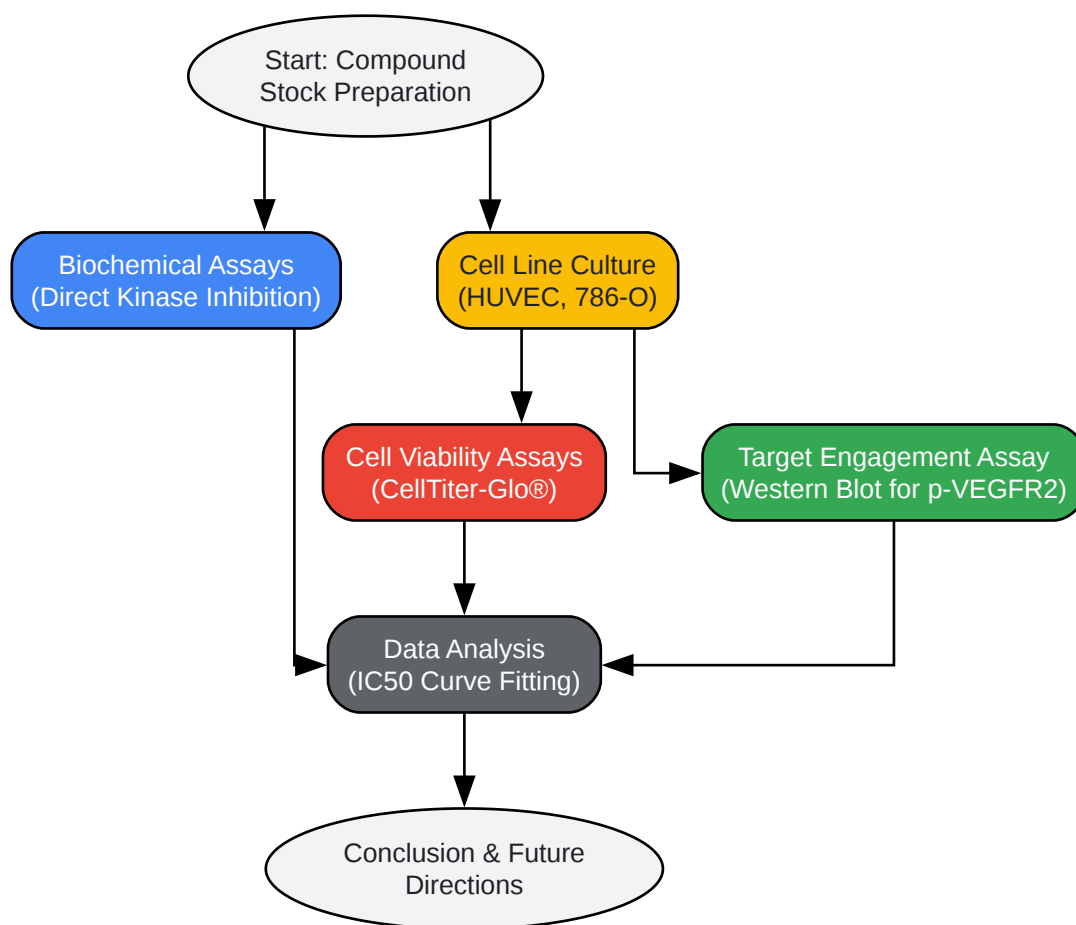 Start: Compound
Stock Preparation
Biochemical Assays
(Direct Kinase Inhibition)
Cell Line Culture
(HUVEC, 786-O)
Cell Viability Assays
(CellTiter-Glo®)
Target Engagement Assay
(Western Blot for p-VEGFR2)
Data Analysis
(IC50 Curve Fitting)
Conclusion & Future
Directions